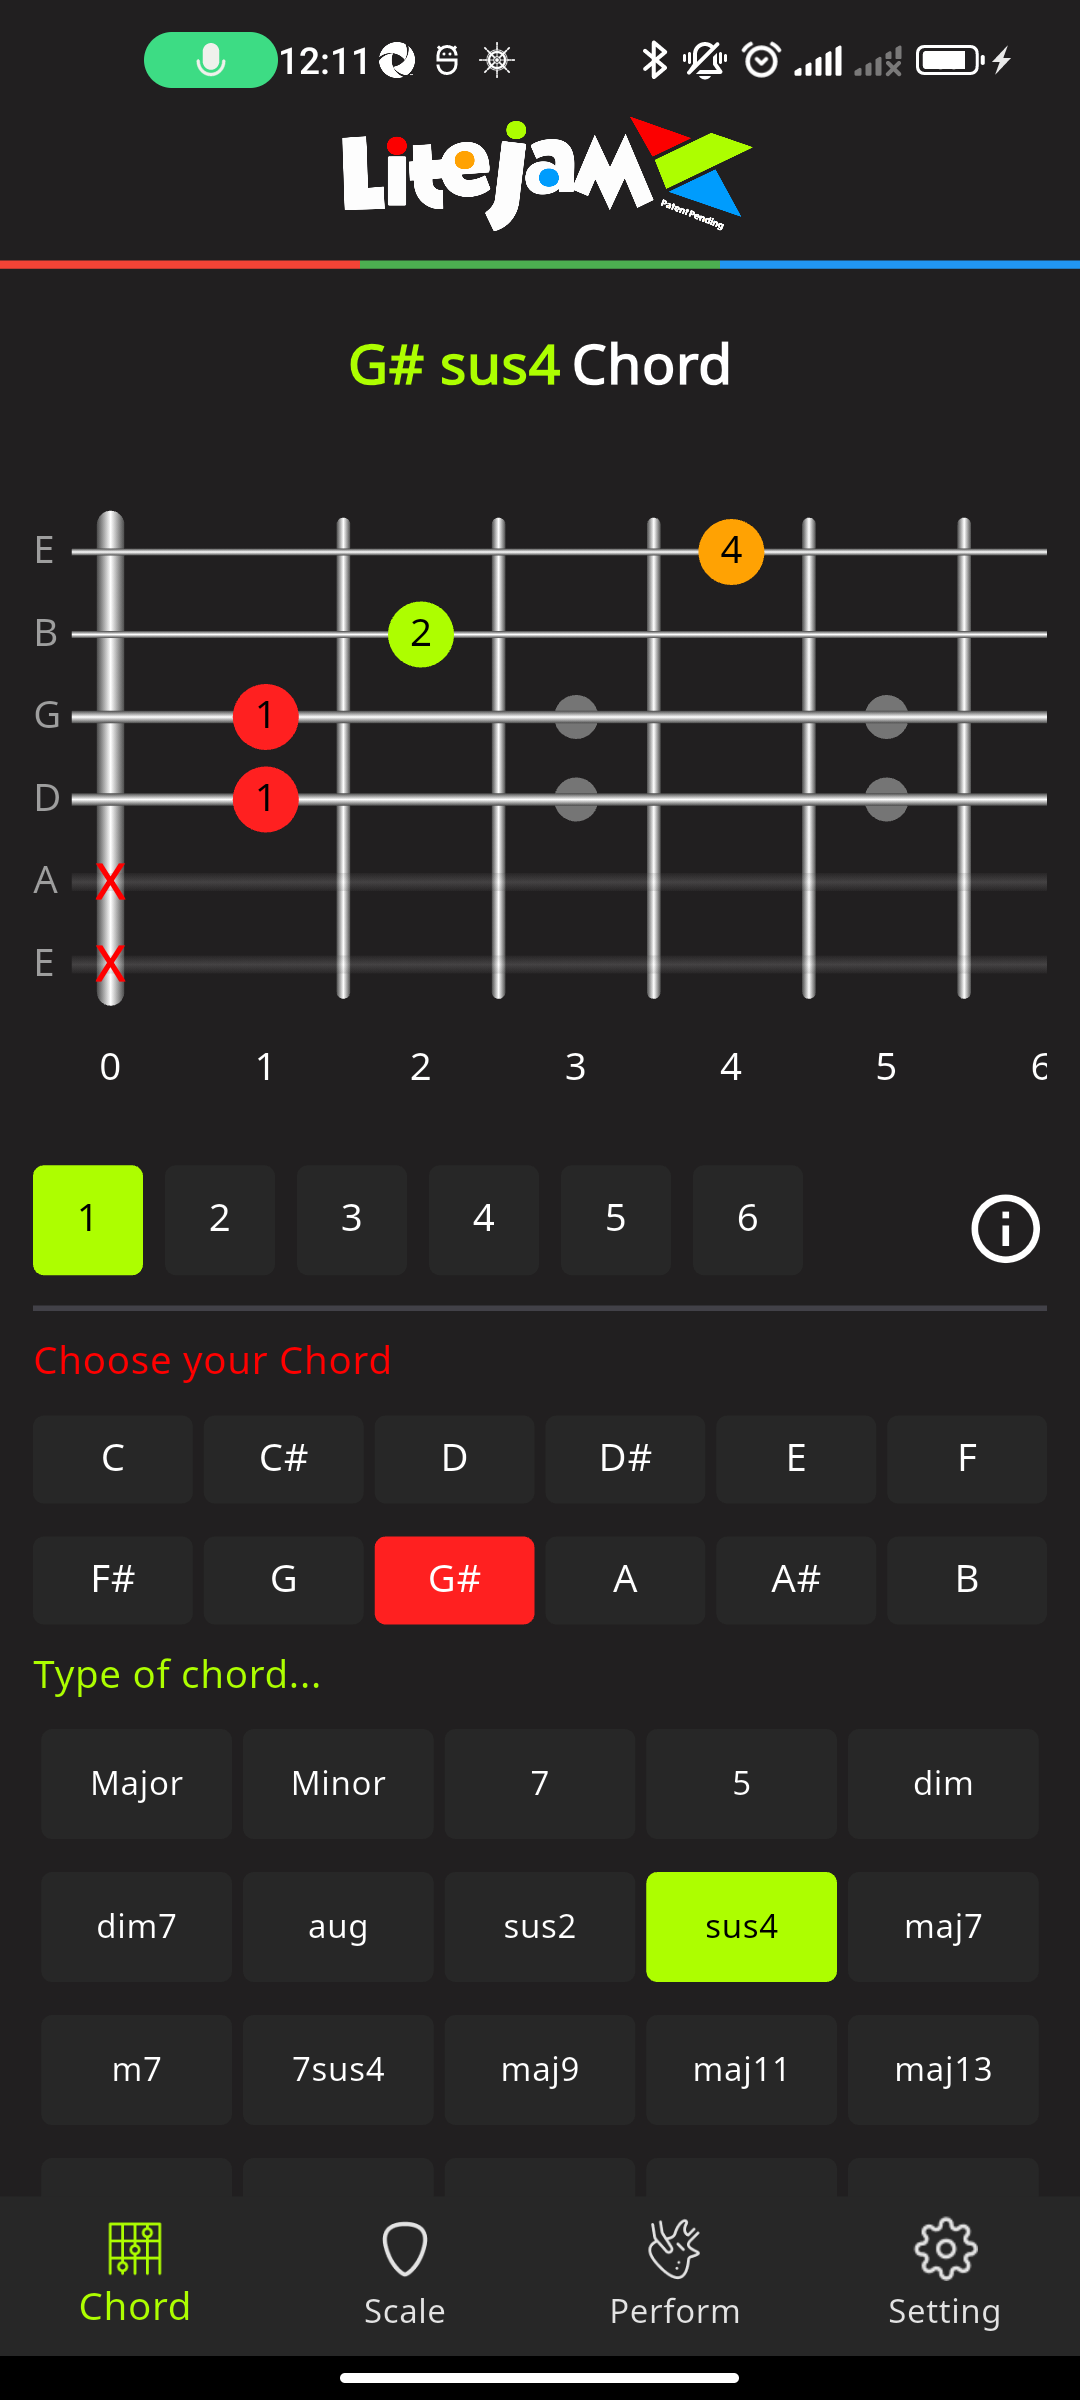 12:11
Litejam
Patent Pending
G# sus4 Chord
E 4
B 2
G 1
D 1
A X
E X
0 1 2 3 4 5 6
1 2 3 4 5 6 i
Choose your Chord
C C# D D# E F
F# G G# A A# B
Type of chord...
Major Minor 7 5 dim
dim7 aug sus2 sus4 maj7
m7 7sus4 maj9 maj11 maj13
Chord Scale Perform Setting